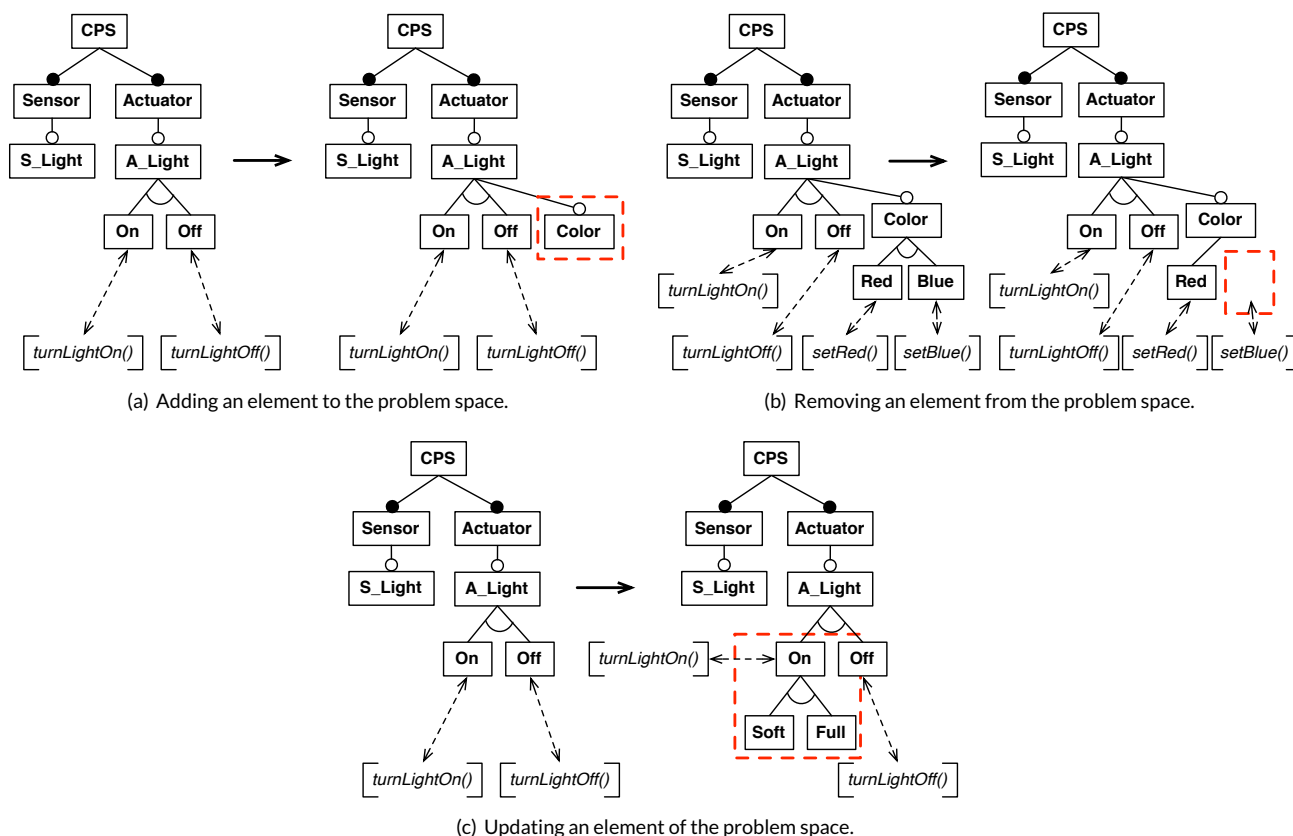 CPS
CPS
Sensor Actuator
Sensor Actuator
S_Light A_Light
S_Light A_Light
On Off
On Off Color
turnLightOn() turnLightOff()
turnLightOn() turnLightOff()
(a) Adding an element to the problem space.
CPS
CPS
Sensor Actuator
Sensor Actuator
S_Light A_Light
S_Light A_Light
On Off Color
On Off Color
Red Blue
Red
turnLightOn()
turnLightOn()
turnLightOff() setRed() setBlue()
turnLightOff() setRed() setBlue()
(b) Removing an element from the problem space.
CPS
CPS
Sensor Actuator
Sensor Actuator
S_Light A_Light
S_Light A_Light
On Off
turnLightOn() On Off
Soft Full
turnLightOn() turnLightOff()
turnLightOff()
(c) Updating an element of the problem space.